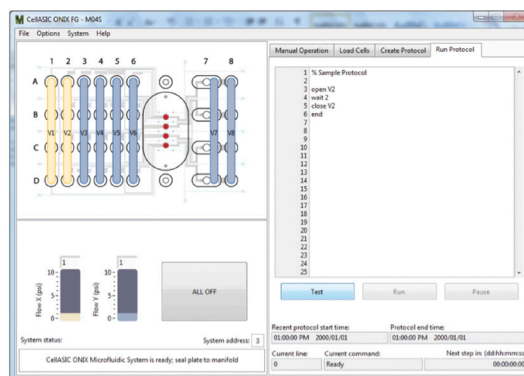 CellASIC ONIX FG - M04S
File Options System Help
1 2 3 4 5 6 7 8
A
B
V1 V2 V3 V4 V5 V6 V7 V8
C
D
Manual Operation Load Cells Create Protocol Run Protocol
1 % Sample Protocol
2
3 open V2
4 wait 2
5 close V2
6 end
7
8
9
10
11
12
13
14
15
16
17
18
19
20
21
22
23
24
25
Test Run Pause
1 1
Flow X (psi) 10 5 0
Flow Y (psi) 10 5 0
ALL OFF
System status: System address: 3
CellASIC ONIX Microfluidic System is ready; seal plate to manifold
Recent protocol start time: Protocol end time:
01:00:00 PM 2000/01/01 01:00:00 PM 2000/01/01
Current line: Current command: Next step in: (dd:hh:mm:ss
0 Ready 00:00:00:00